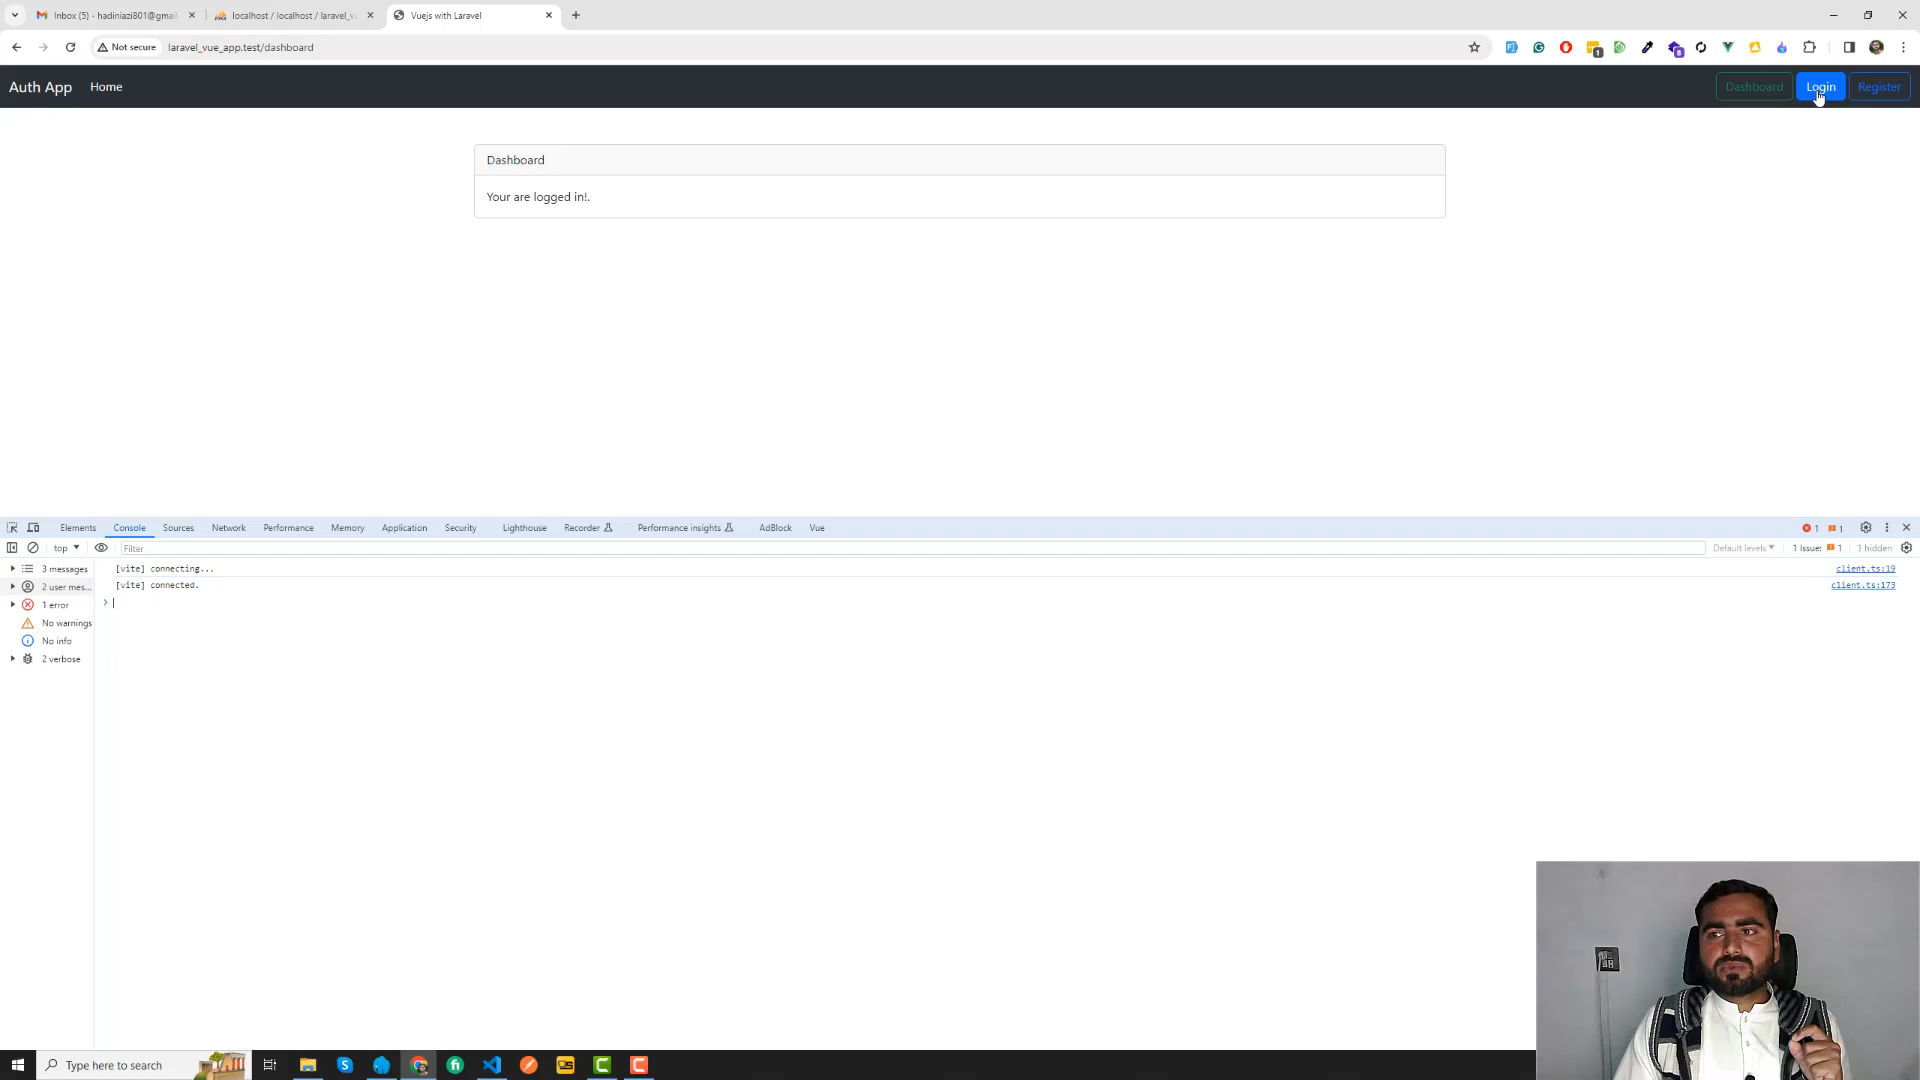 Inbox (5) - hadiniazi801@gmail
localhost / localhost / laravel_v
Vuejs with Laravel
Not secure
laravel_vue_app.test/dashboard
1
8
Auth App
Home
Dashboard
Login
Register
Dashboard
Your are logged in!.
Elements
Console
Sources
Network
Performance
Memory
Application
Security
Lighthouse
Recorder
Performance insights
AdBlock
Vue
1
1
top
Filter
Default levels
1 Issue:
1
1 hidden
3 messages
[vite] connecting...
client.ts:19
2 user mes...
[vite] connected.
client.ts:173
1 error
No warnings
No info
2 verbose
Type here to search